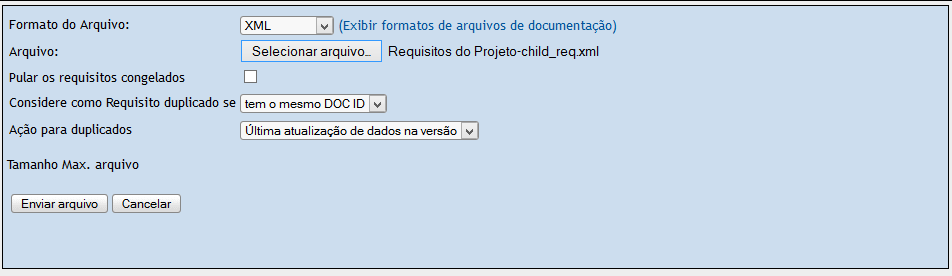 Formato do Arquivo: XML (Exibir formatos de arquivos de documentação)
Arquivo: Selecionar arquivo... Requisitos do Projeto-child_req.xml
Pular os requisitos congelados
Considere como Requisito duplicado se tem o mesmo DOC ID
Ação para duplicados Última atualização de dados na versão
Tamanho Max. arquivo
Enviar arquivo Cancelar